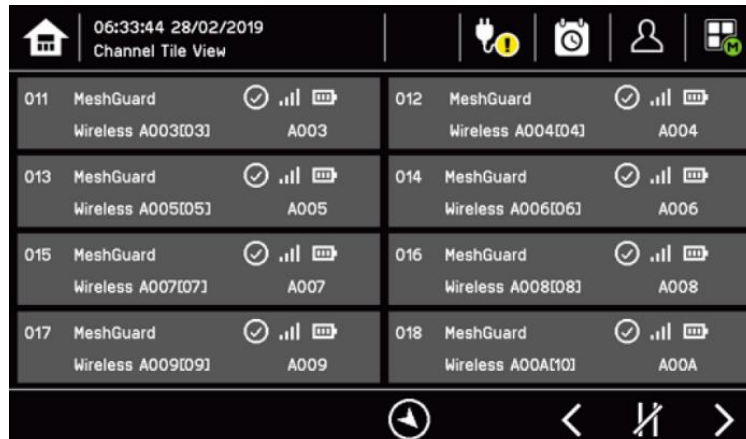 06:33:44 28/02/2019
Channel Tile View
M
011 MeshGuard
Wireless A003[03] A003
012 MeshGuard
Wireless A004[04] A004
013 MeshGuard
Wireless A005[05] A005
014 MeshGuard
Wireless A006[06] A006
015 MeshGuard
Wireless A007[07] A007
016 MeshGuard
Wireless A008[08] A008
017 MeshGuard
Wireless A009[09] A009
018 MeshGuard
Wireless A00A[10] A00A